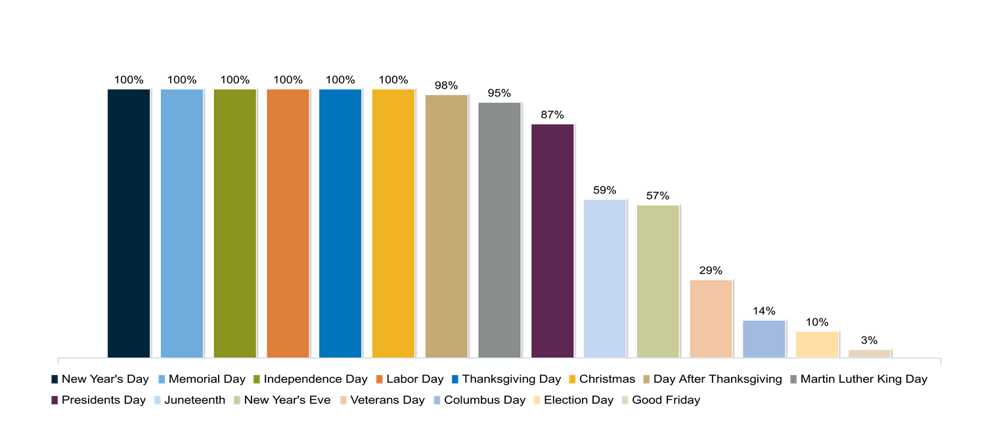 100% 100% 100% 100% 100% 100% 98% 95% 87% 59% 57% 29% 14% 10% 3%
New Year's Day Memorial Day Independence Day Labor Day Thanksgiving Day Christmas Day After Thanksgiving Martin Luther King Day
Presidents Day Juneteenth New Year's Eve Veterans Day Columbus Day Election Day Good Friday